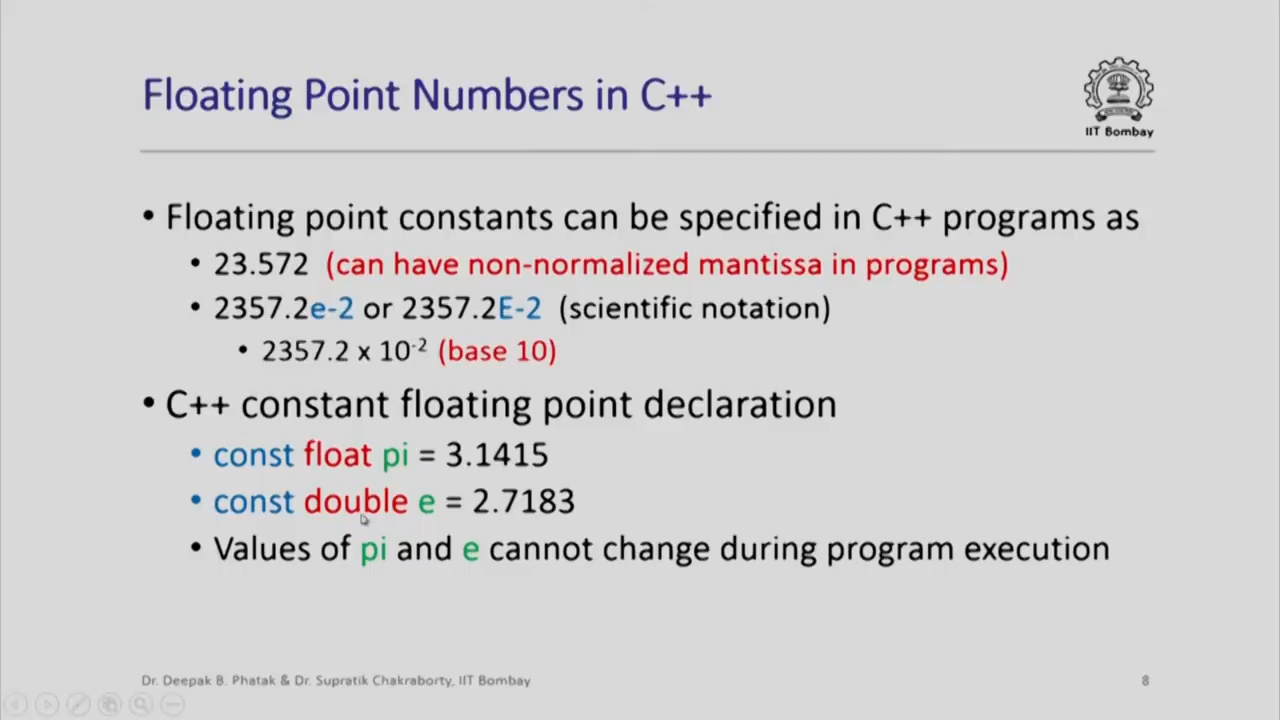 Floating Point Numbers in C++
IIT Bombay
• Floating point constants can be specified in C++ programs as
• 23.572 (can have non-normalized mantissa in programs)
• 2357.2e-2 or 2357.2E-2 (scientific notation)
• 2357.2 x 10⁻² (base 10)
• C++ constant floating point declaration
• const float pi = 3.1415
• const double e = 2.7183
• Values of pi and e cannot change during program execution
Dr. Deepak B. Phatak & Dr. Supratik Chakraborty, IIT Bombay
8